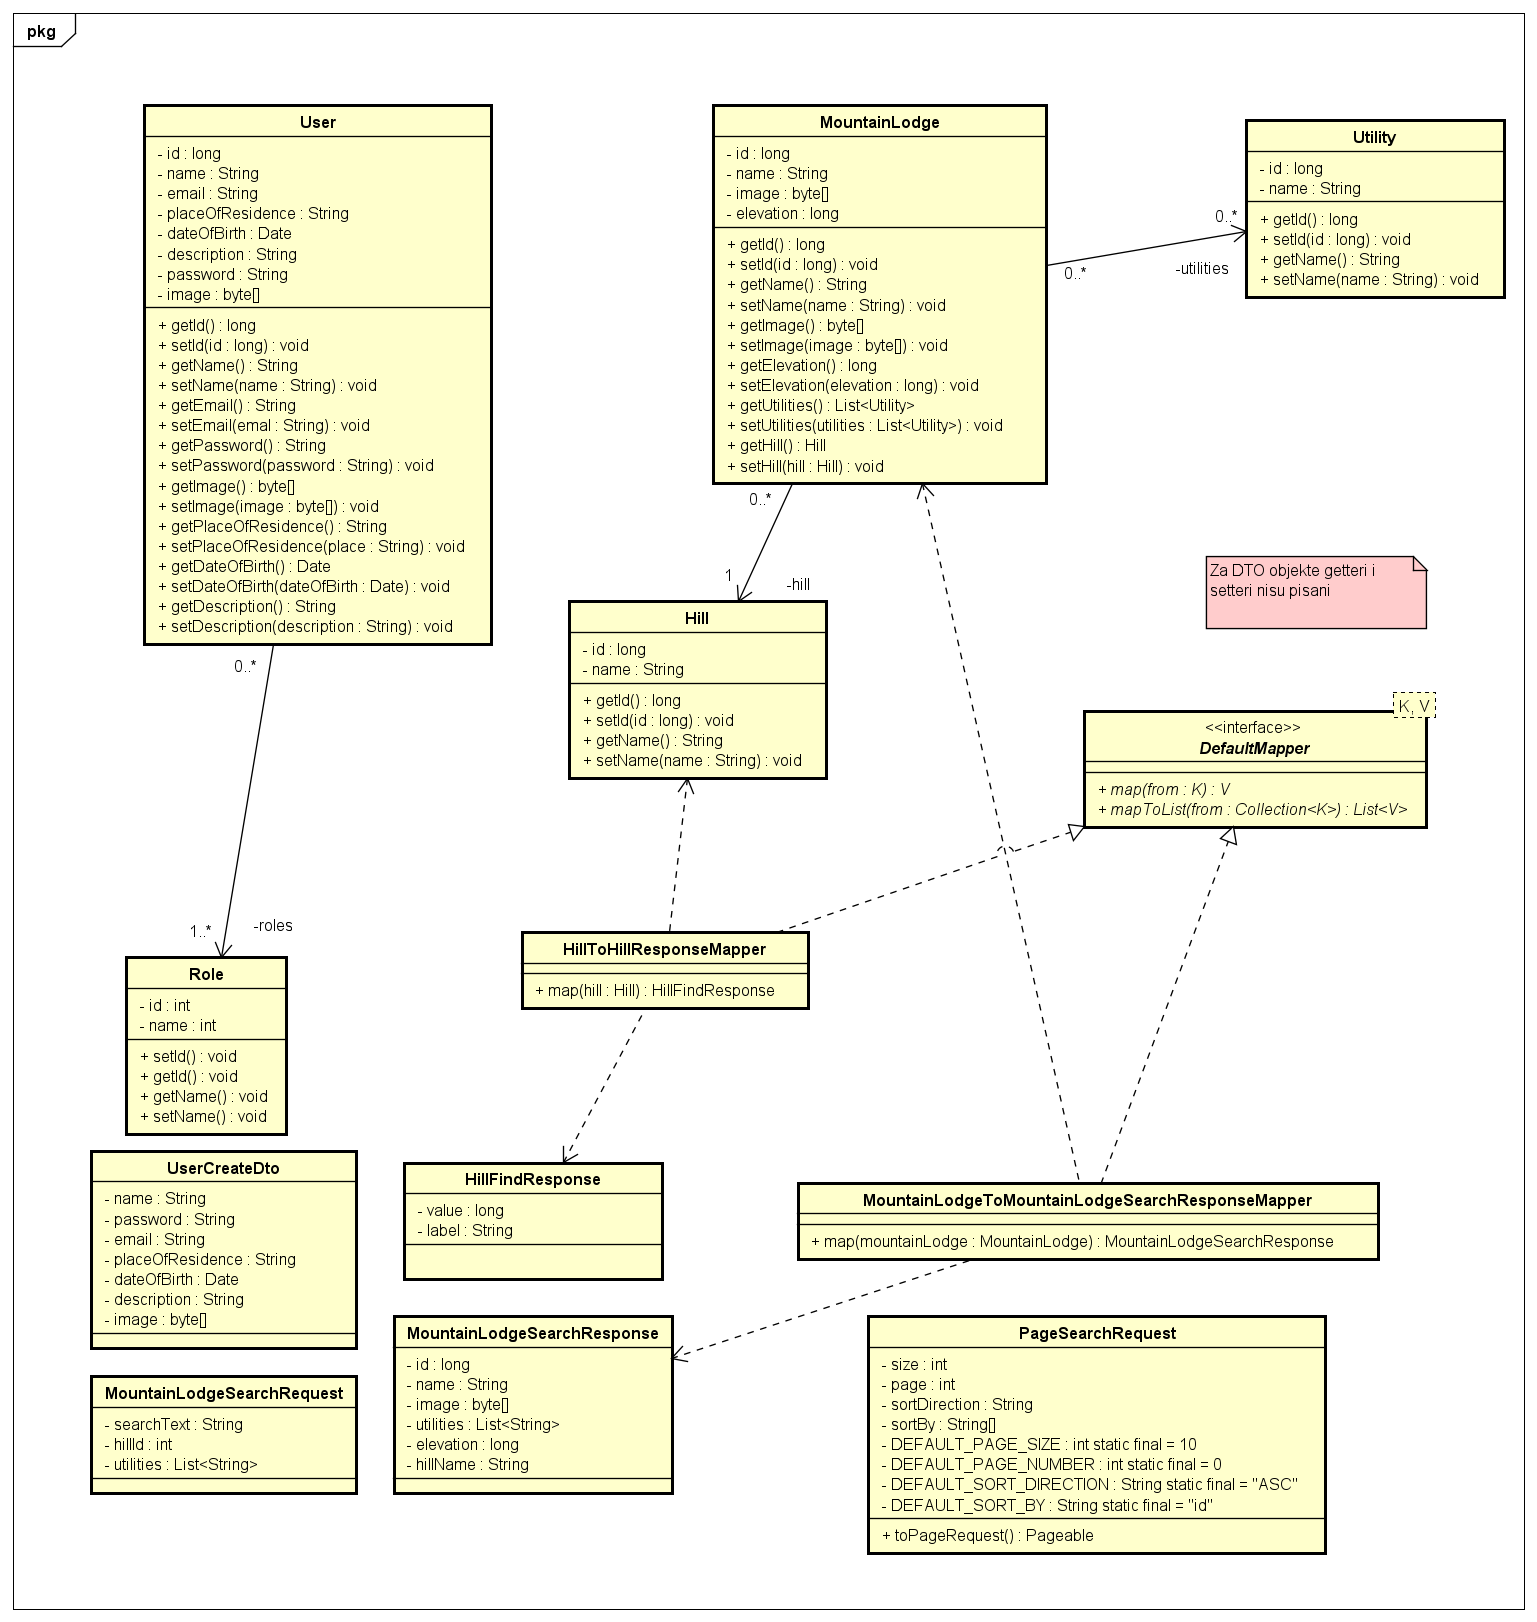 pkg
User
- id : long
- name : String
- email : String
- placeOfResidence : String
- dateOfBirth : Date
- description : String
- password : String
- image : byte[]
+ getId() : long
+ setId(id : long) : void
+ getName() : String
+ setName(name : String) : void
+ getEmail() : String
+ setEmail(emal : String) : void
+ getPassword() : String
+ setPassword(password : String) : void
+ getImage() : byte[]
+ setImage(image : byte[]) : void
+ getPlaceOfResidence() : String
+ setPlaceOfResidence(place : String) : void
+ getDateOfBirth() : Date
+ setDateOfBirth(dateOfBirth : Date) : void
+ getDescription() : String
+ setDescription(description : String) : void
0..*
1..*
-roles
MountainLodge
- id : long
- name : String
- image : byte[]
- elevation : long
+ getId() : long
+ setId(id : long) : void
+ getName() : String
+ setName(name : String) : void
+ getImage() : byte[]
+ setImage(image : byte[]) : void
+ getElevation() : long
+ setElevation(elevation : long) : void
+ getUtilities() : List<Utility>
+ setUtilities(utilities : List<Utility>) : void
+ getHill() : Hill
+ setHill(hill : Hill) : void
0..*
0..*
-utilities
Utility
- id : long
- name : String
+ getId() : long
+ setId(id : long) : void
+ getName() : String
+ setName(name : String) : void
0..*
1
-hill
Hill
- id : long
- name : String
+ getId() : long
+ setId(id : long) : void
+ getName() : String
+ setName(name : String) : void
Za DTO objekte getteri i
setteri nisu pisani
K, V
<<interface>>
DefaultMapper
+ map(from : K) : V
+ mapToList(from : Collection<K>) : List<V>
HillToHillResponseMapper
+ map(hill : Hill) : HillFindResponse
Role
- id : int
- name : int
+ setId() : void
+ getId() : void
+ getName() : void
+ setName() : void
UserCreateDto
- name : String
- password : String
- email : String
- placeOfResidence : String
- dateOfBirth : Date
- description : String
- image : byte[]
HillFindResponse
- value : long
- label : String
MountainLodgeToMountainLodgeSearchResponseMapper
+ map(mountainLodge : MountainLodge) : MountainLodgeSearchResponse
MountainLodgeSearchRequest
- searchText : String
- hillId : int
- utilities : List<String>
MountainLodgeSearchResponse
- id : long
- name : String
- image : byte[]
- utilities : List<String>
- elevation : long
- hillName : String
PageSearchRequest
- size : int
- page : int
- sortDirection : String
- sortBy : String[]
- DEFAULT_PAGE_SIZE : int static final = 10
- DEFAULT_PAGE_NUMBER : int static final = 0
- DEFAULT_SORT_DIRECTION : String static final = "ASC"
- DEFAULT_SORT_BY : String static final = "id"
+ toPageRequest() : Pageable